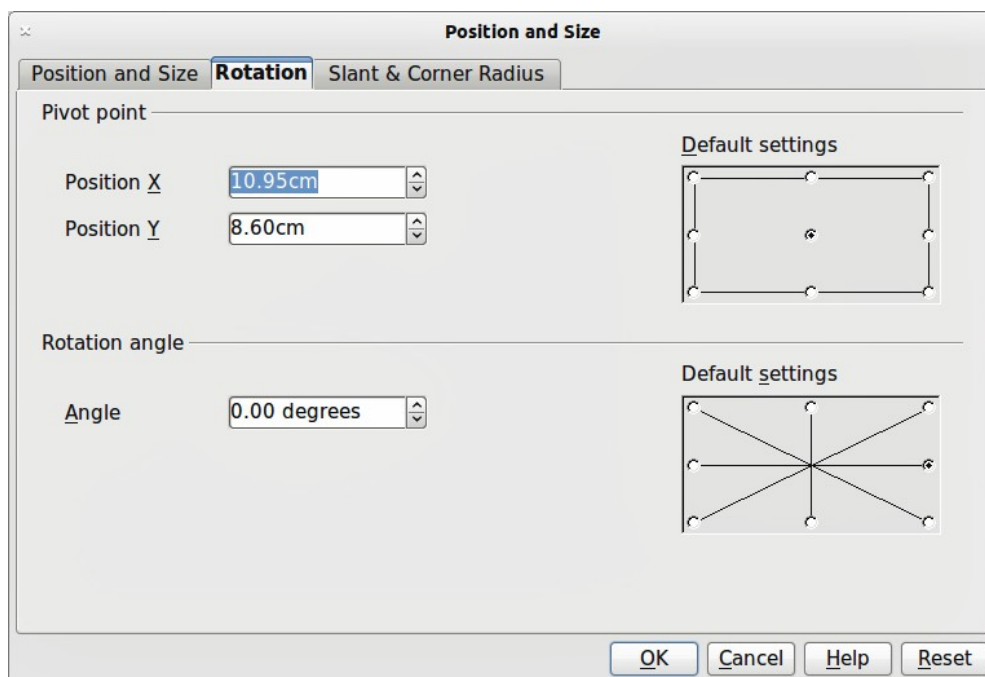 Position and Size
Position and Size Rotation Slant & Corner Radius
Pivot point
Default settings
Position X 10.95cm
Position Y 8.60cm
Rotation angle
Default settings
Angle 0.00 degrees
OK Cancel Help Reset